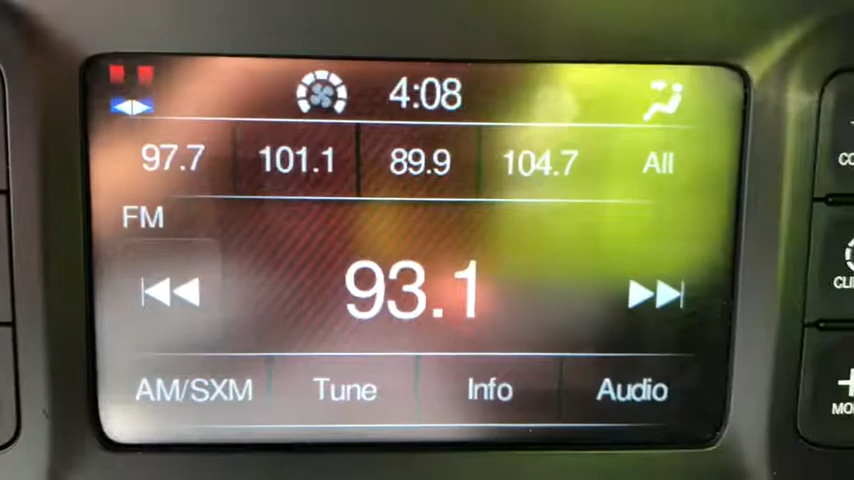 4:08
97.7 101.1 89.9 104.7 All
FM
93.1
AM/SXM Tune Info Audio